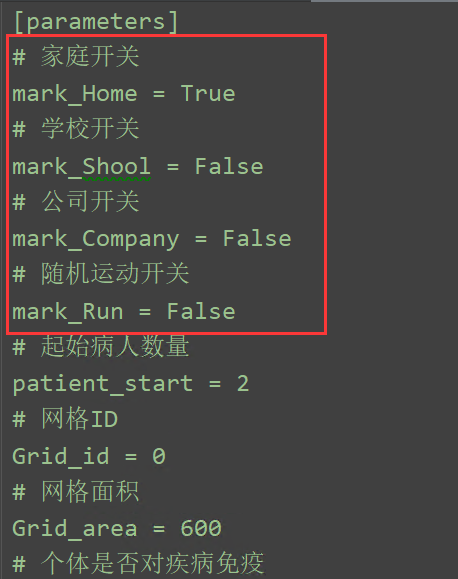 [parameters]
# 家庭开关
mark_Home = True
# 学校开关
mark_Shool = False
# 公司开关
mark_Company = False
# 随机运动开关
mark_Run = False
# 起始病人数量
patient_start = 2
# 网格ID
Grid_id = 0
# 网格面积
Grid_area = 600
# 个体是否对疾病免疫